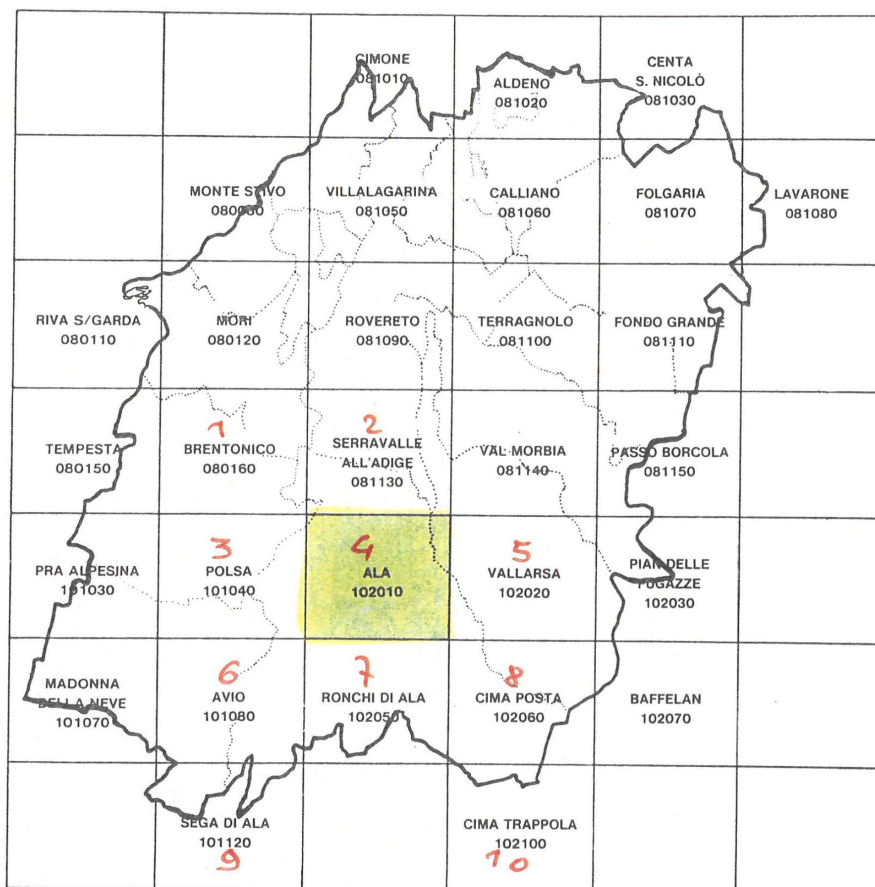 CIMONE
081010
ALDENO
081020
CENTA
S. NICOLÒ
081030
MONTE STIVO
080080
VILLALAGARINA
081050
CALLIANO
081060
FOLGARIA
081070
LAVARONE
081080
RIVA S/GARDA
080110
MORI
080120
ROVERETO
081090
TERRAGNOLO
081100
FONDO GRANDE
081110
TEMPESTA
080150
1
BRENTONICO
080160
2
SERRAVALLE
ALL'ADIGE
081130
VAL MORBIA
081140
PASSO BORCOLA
081150
PRA ALPESINA
101030
3
POLSA
101040
4
ALA
102010
5
VALLARSA
102020
PIAN DELLE
FUGAZZE
102030
MADONNA
DELLA NEVE
101070
6
AVIO
101080
7
RONCHI DI ALA
102050
8
CIMA POSTA
102060
BAFFELAN
102070
SEGA DI ALA
101120
9
CIMA TRAPPOLA
102100
10